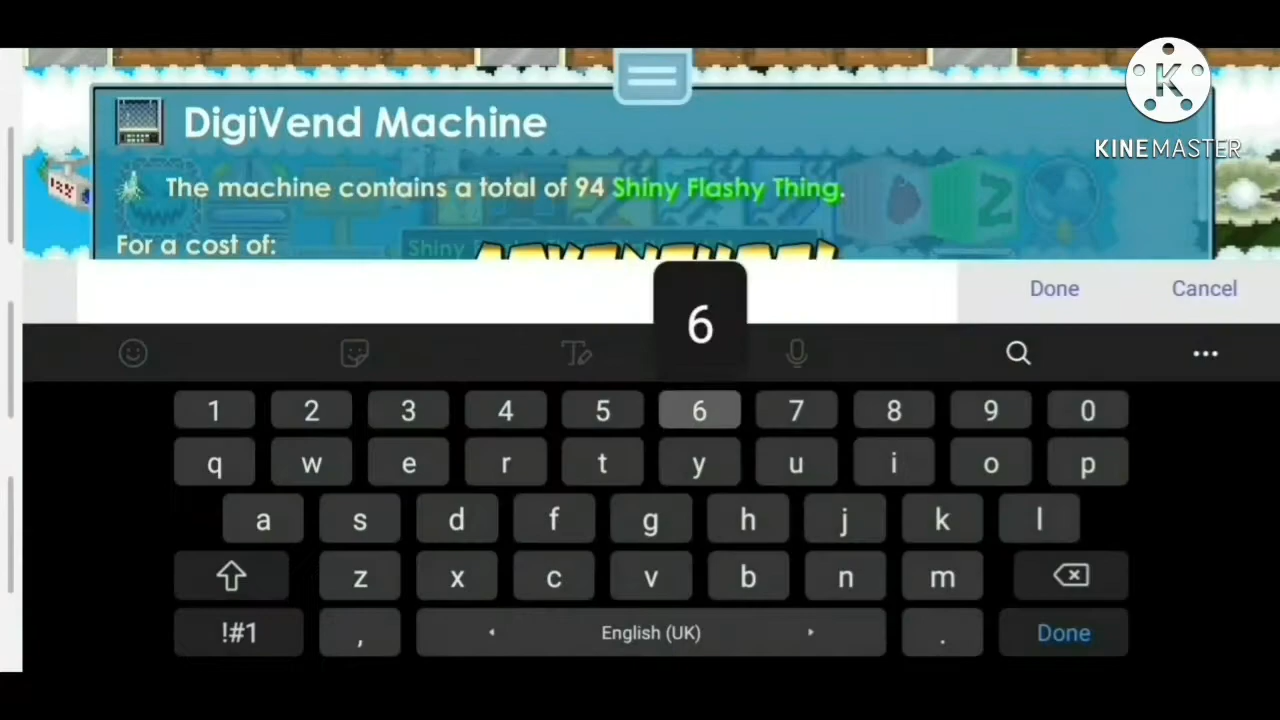 DigiVend Machine
KINEMASTER
The machine contains a total of 94 Shiny Flashy Thing.
For a cost of:
Shiny
Done Cancel
6
1 2 3 4 5 6 7 8 9 0
q w e r t y u i o p
a s d f g h j k l
z x c v b n m
!#1 , English (UK) . Done